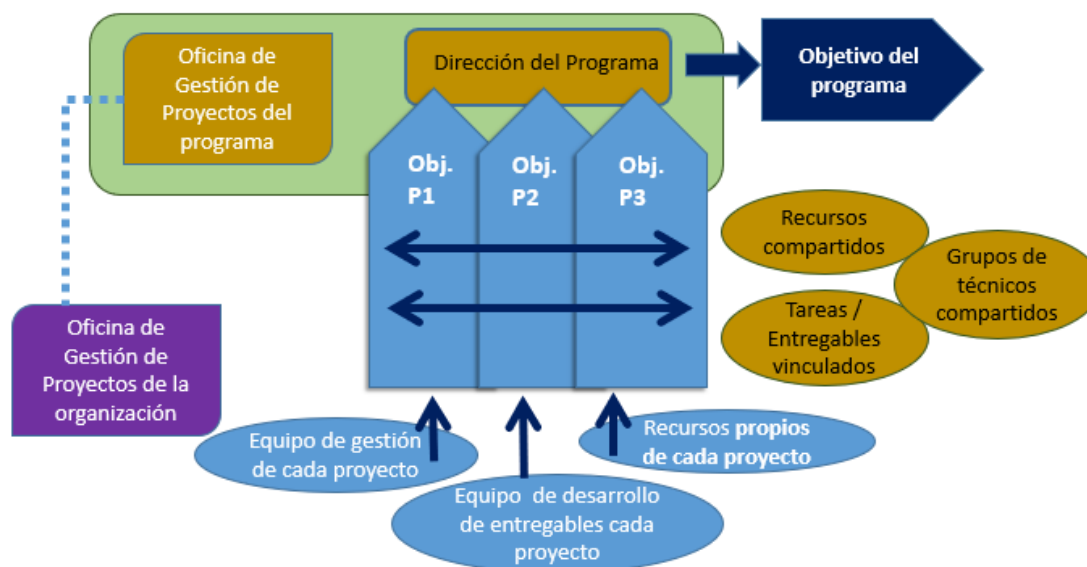 Oficina de
Gestión de
Proyectos del
programa
Dirección del Programa
Objetivo del
programa
Obj.
P1
Obj.
P2
Obj.
P3
Recursos
compartidos
Grupos de
técnicos
compartidos
Tareas /
Entregables
vinculados
Oficina de
Gestión de
Proyectos de la
organización
Equipo de gestión
de cada proyecto
Recursos propios
de cada proyecto
Equipo  de desarrollo
de entregables cada
proyecto